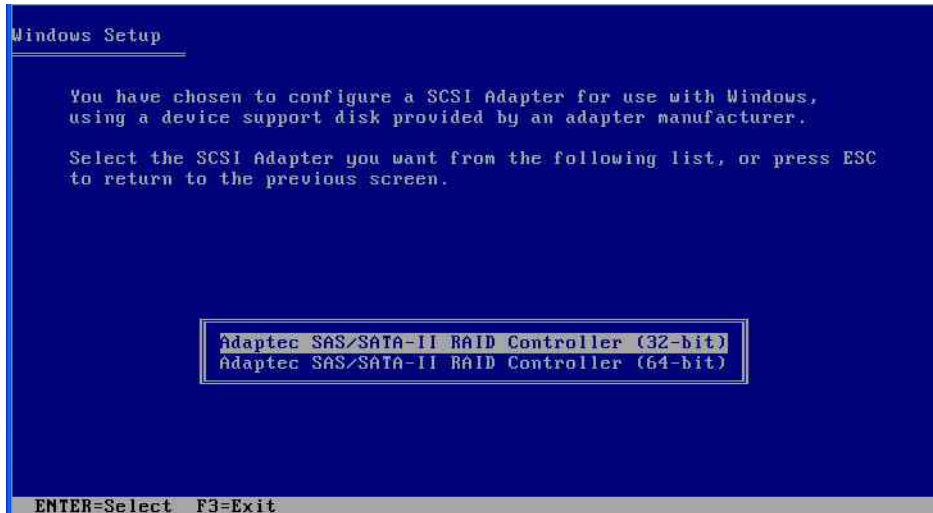 Windows Setup
You have chosen to configure a SCSI Adapter for use with Windows,
using a device support disk provided by an adapter manufacturer.
Select the SCSI Adapter you want from the following list, or press ESC
to return to the previous screen.
Adaptec SAS/SATA-II RAID Controller (32-bit)
Adaptec SAS/SATA-II RAID Controller (64-bit)
ENTER=Select F3=Exit